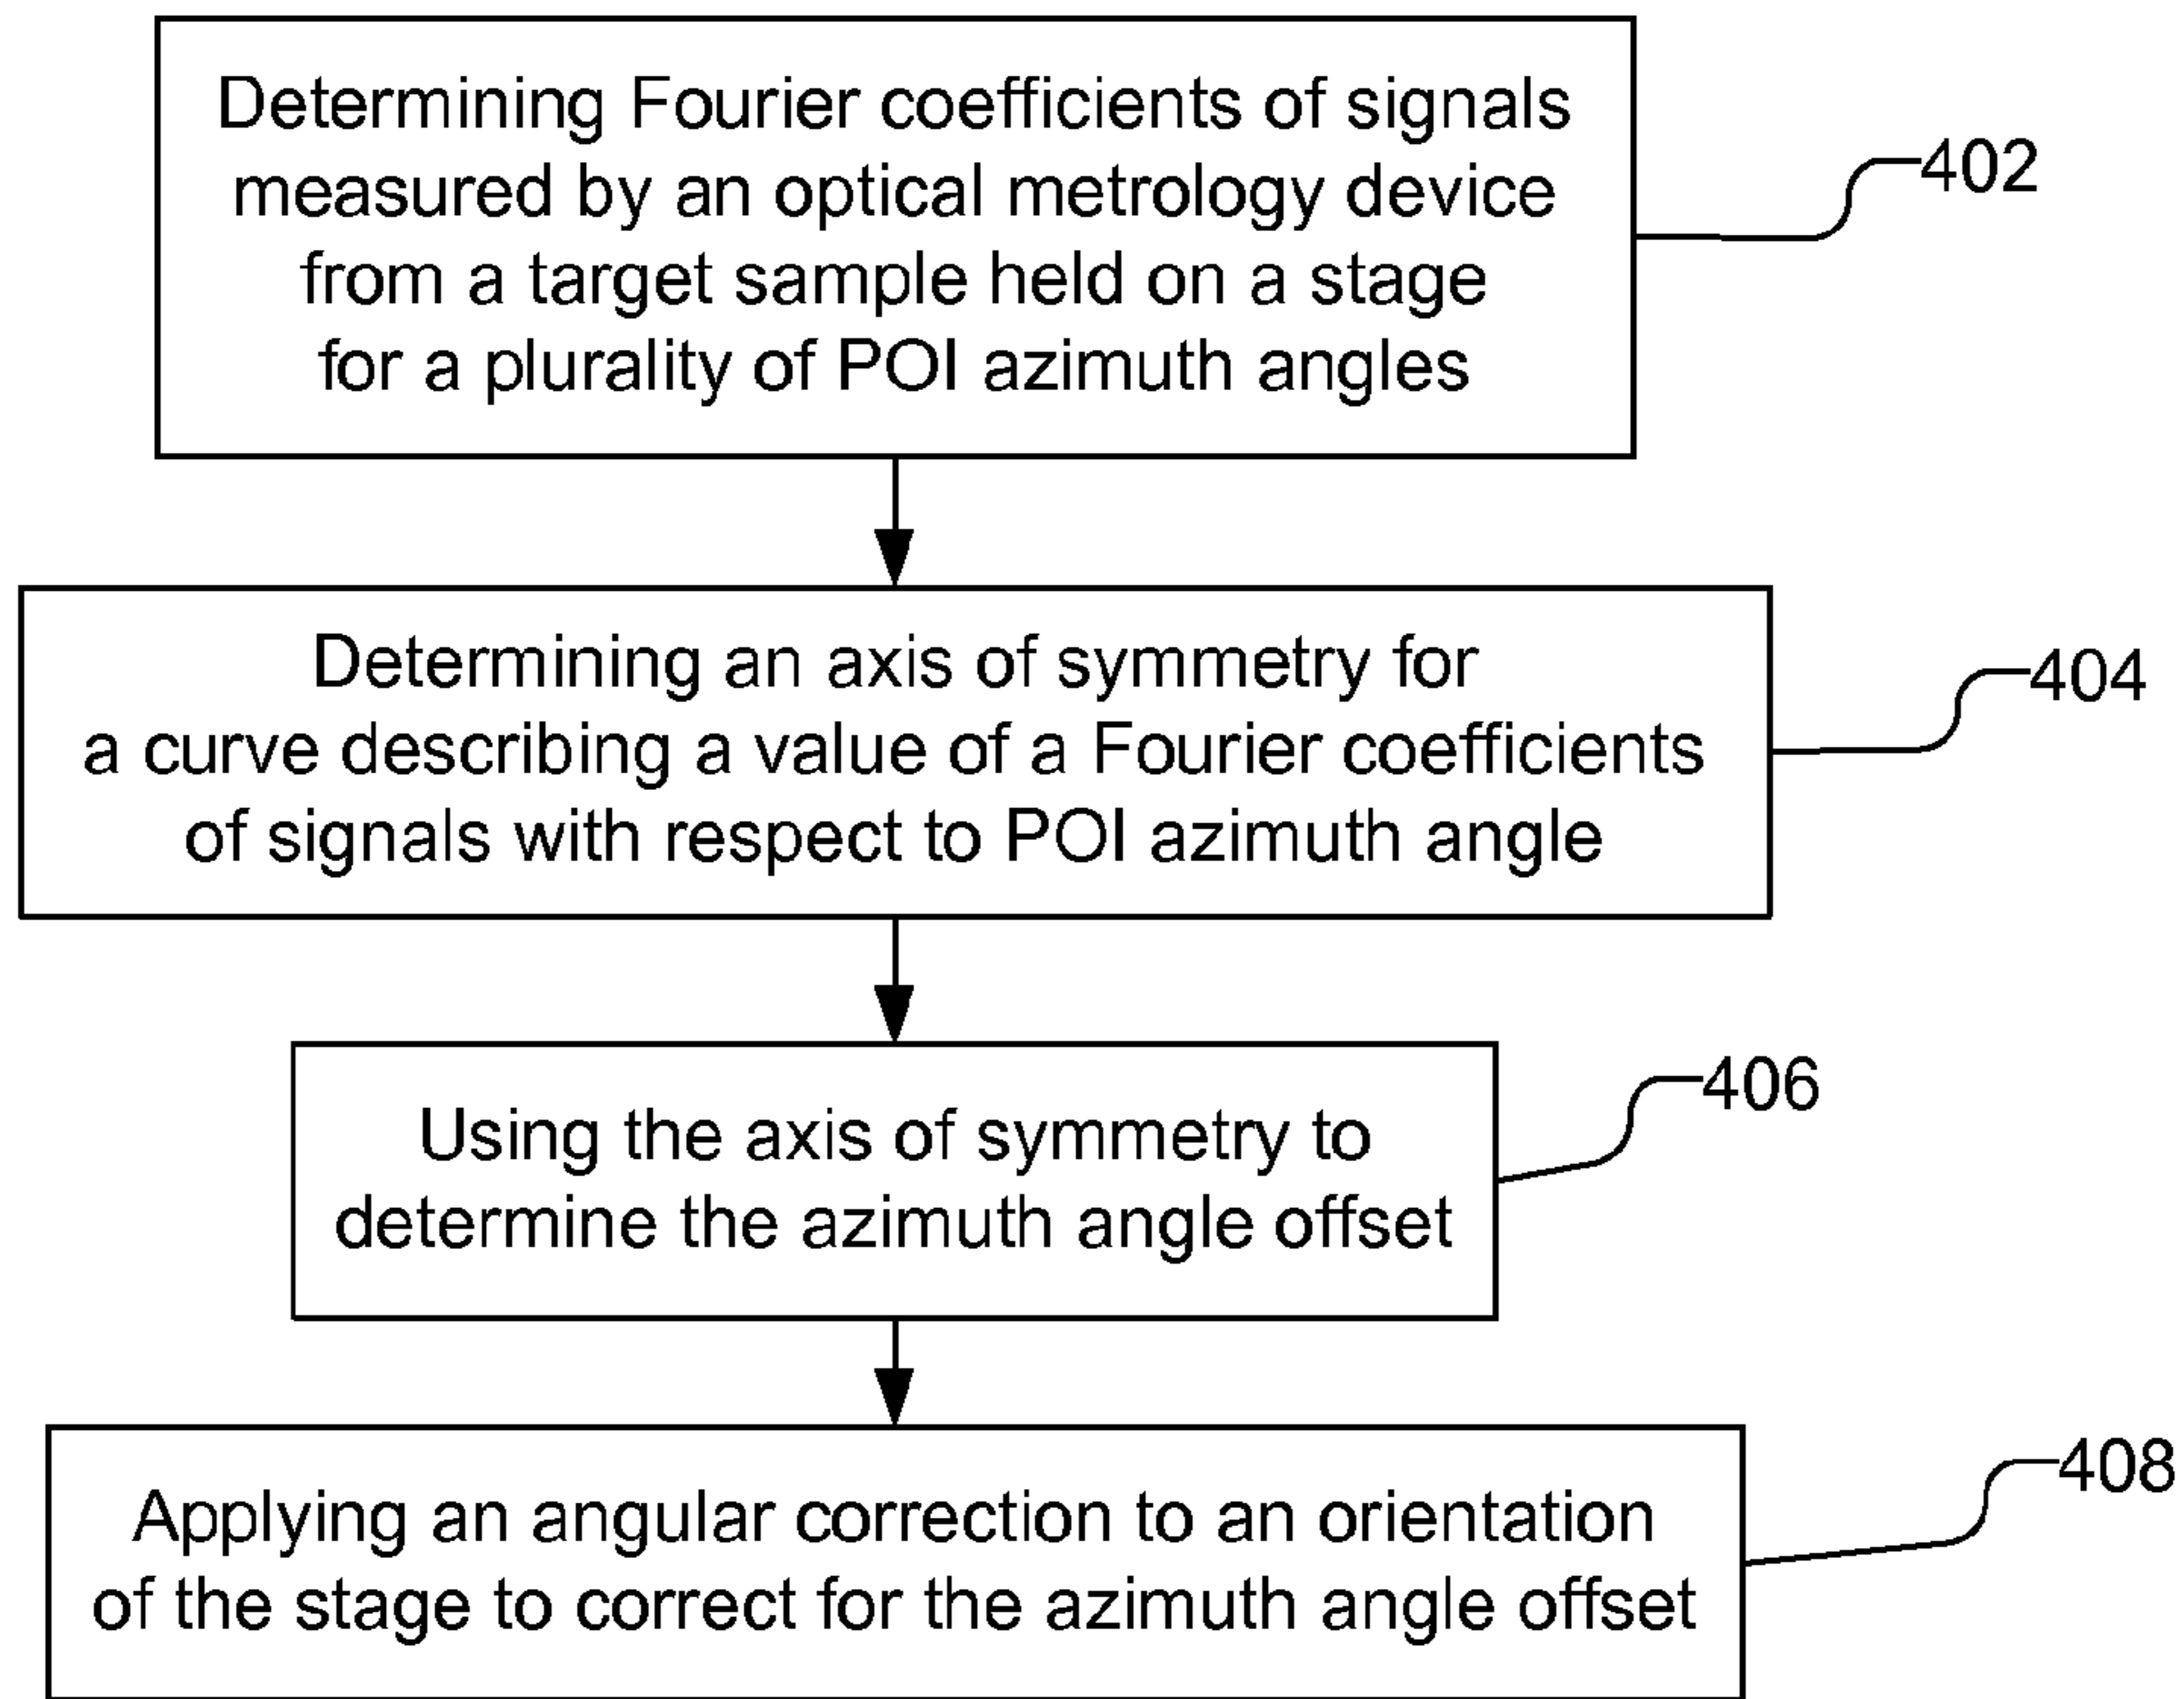 Determining Fourier coefficients of signals
measured by an optical metrology device
from a target sample held on a stage
for a plurality of POI azimuth angles
402
Determining an axis of symmetry for
a curve describing a value of a Fourier coefficients
of signals with respect to POI azimuth angle
404
Using the axis of symmetry to
determine the azimuth angle offset
406
Applying an angular correction to an orientation
of the stage to correct for the azimuth angle offset
408